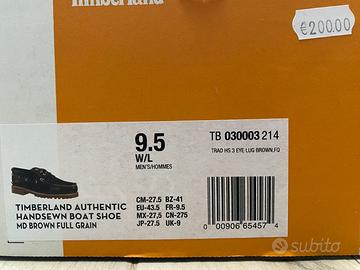 Timberland
€200.00
9.5
W/L
MEN'S/HOMMES
TB 030003 214
TRAD HS 3 EYE LUG BROWN,FQ
TIMBERLAND AUTHENTIC
HANDSEWN BOAT SHOE
MD BROWN FULL GRAIN
CM-27.5 BZ-41
EU-43.5 FR-9.5
MX-27,5 CN-275
JP-27.5 UK-9
0 00906 65457 4
subito